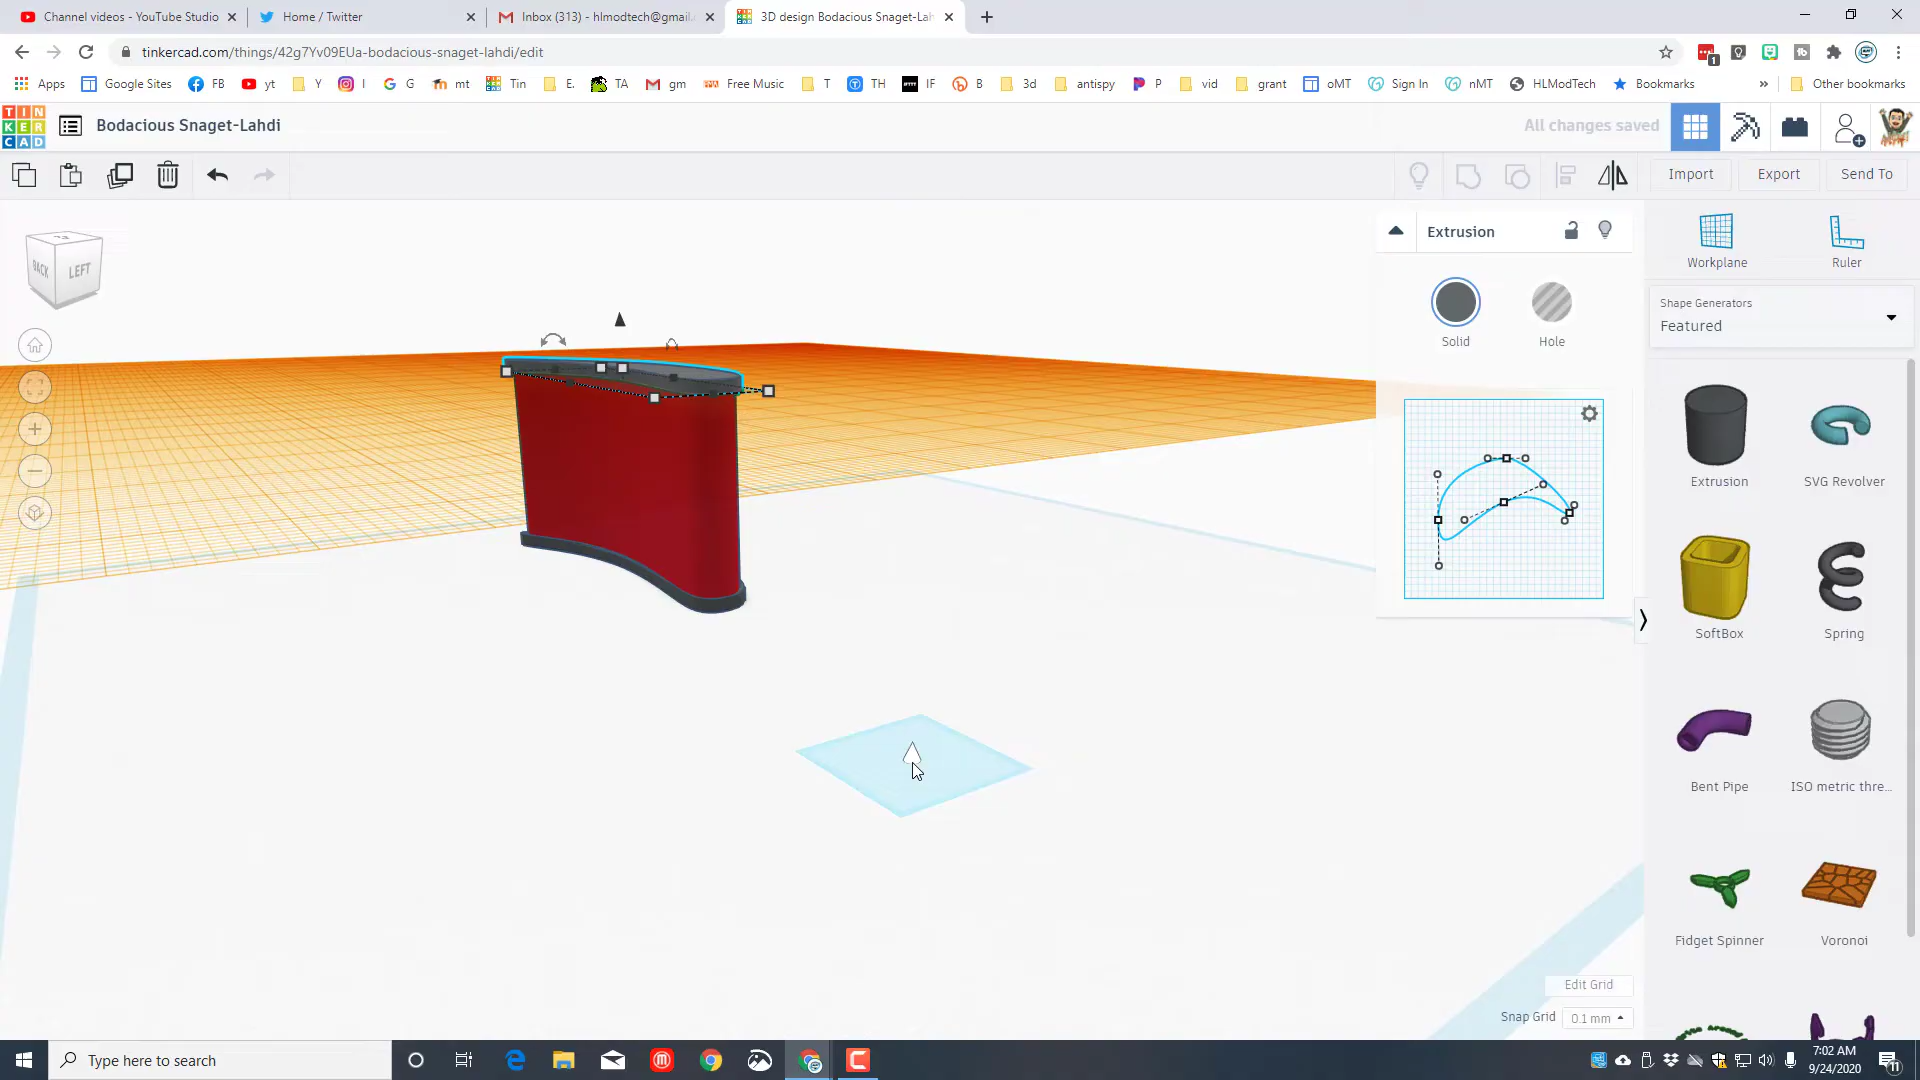 Channel videos - YouTube Studio
Home / Twitter
Inbox (313) - hlmodtech@gmail.
3D design Bodacious Snaget-Lah
tinkercad.com/things/42g7Yv09EUa-bodacious-snaget-lahdi/edit
1
Apps Google Sites FB yt Y I G mt Tin E. TA gm Free Music T TH IF B 3d antispy P vid grant oMT Sign In nMT HLModTech Bookmarks » Other bookmarks
TIN
KER
CAD
Bodacious Snaget-Lahdi
All changes saved
Import
Export
Send To
BACK
LEFT
Extrusion
Solid
Hole
Workplane
Ruler
Shape Generators
Featured
Extrusion
SVG Revolver
SoftBox
Spring
Bent Pipe
ISO metric thre...
Fidget Spinner
Voronoi
Edit Grid
Snap Grid 0.1 mm
Type here to search
7:02 AM
9/24/2020
11